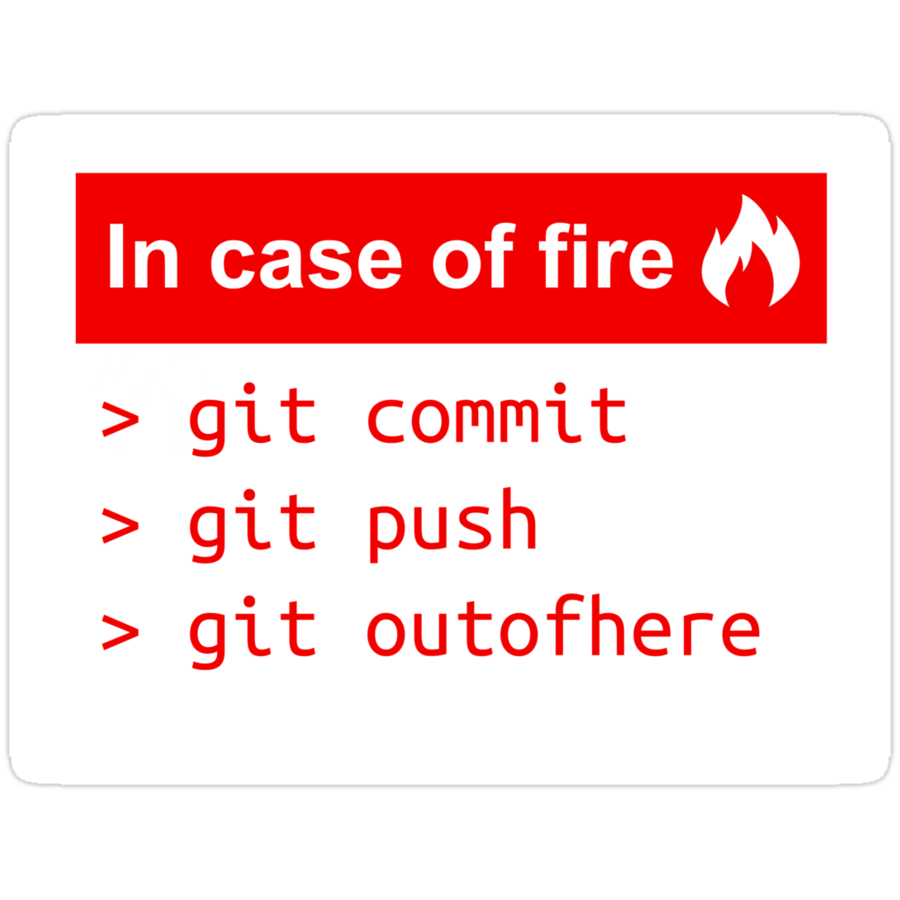 In case of fire
> git commit
> git push
> git outofhere